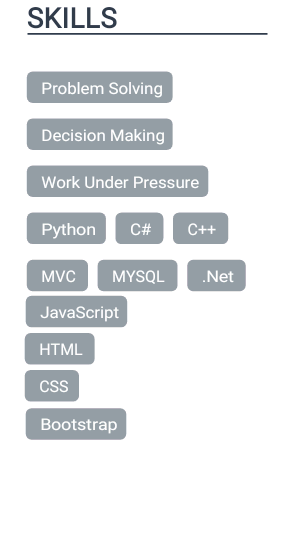 SKILLS
Problem Solving
Decision Making
Work Under Pressure
Python C# C++
MVC MYSQL .Net
JavaScript
HTML
CSS
Bootstrap